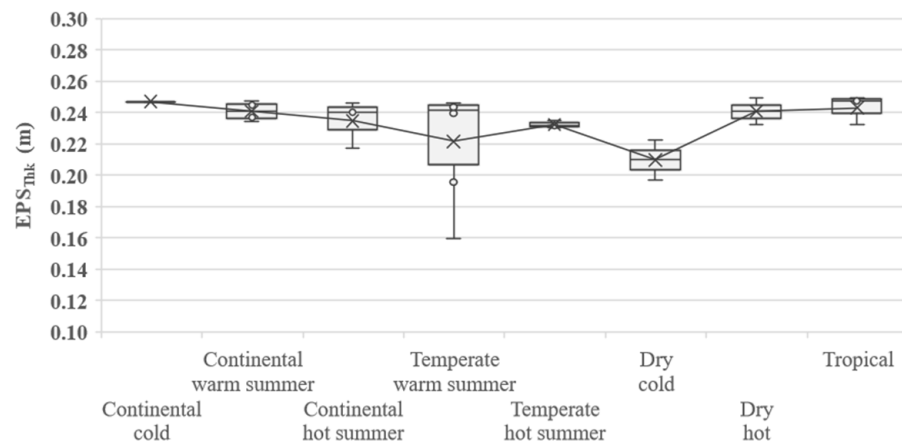 0.30
0.28
0.26
0.24
0.22
0.20
0.18
0.16
0.14
0.12
0.10
EPSThk (m)
Continental
warm summer
Temperate
warm summer
Dry
cold
Tropical
Continental
cold
Continental
hot summer
Temperate
hot summer
Dry
hot